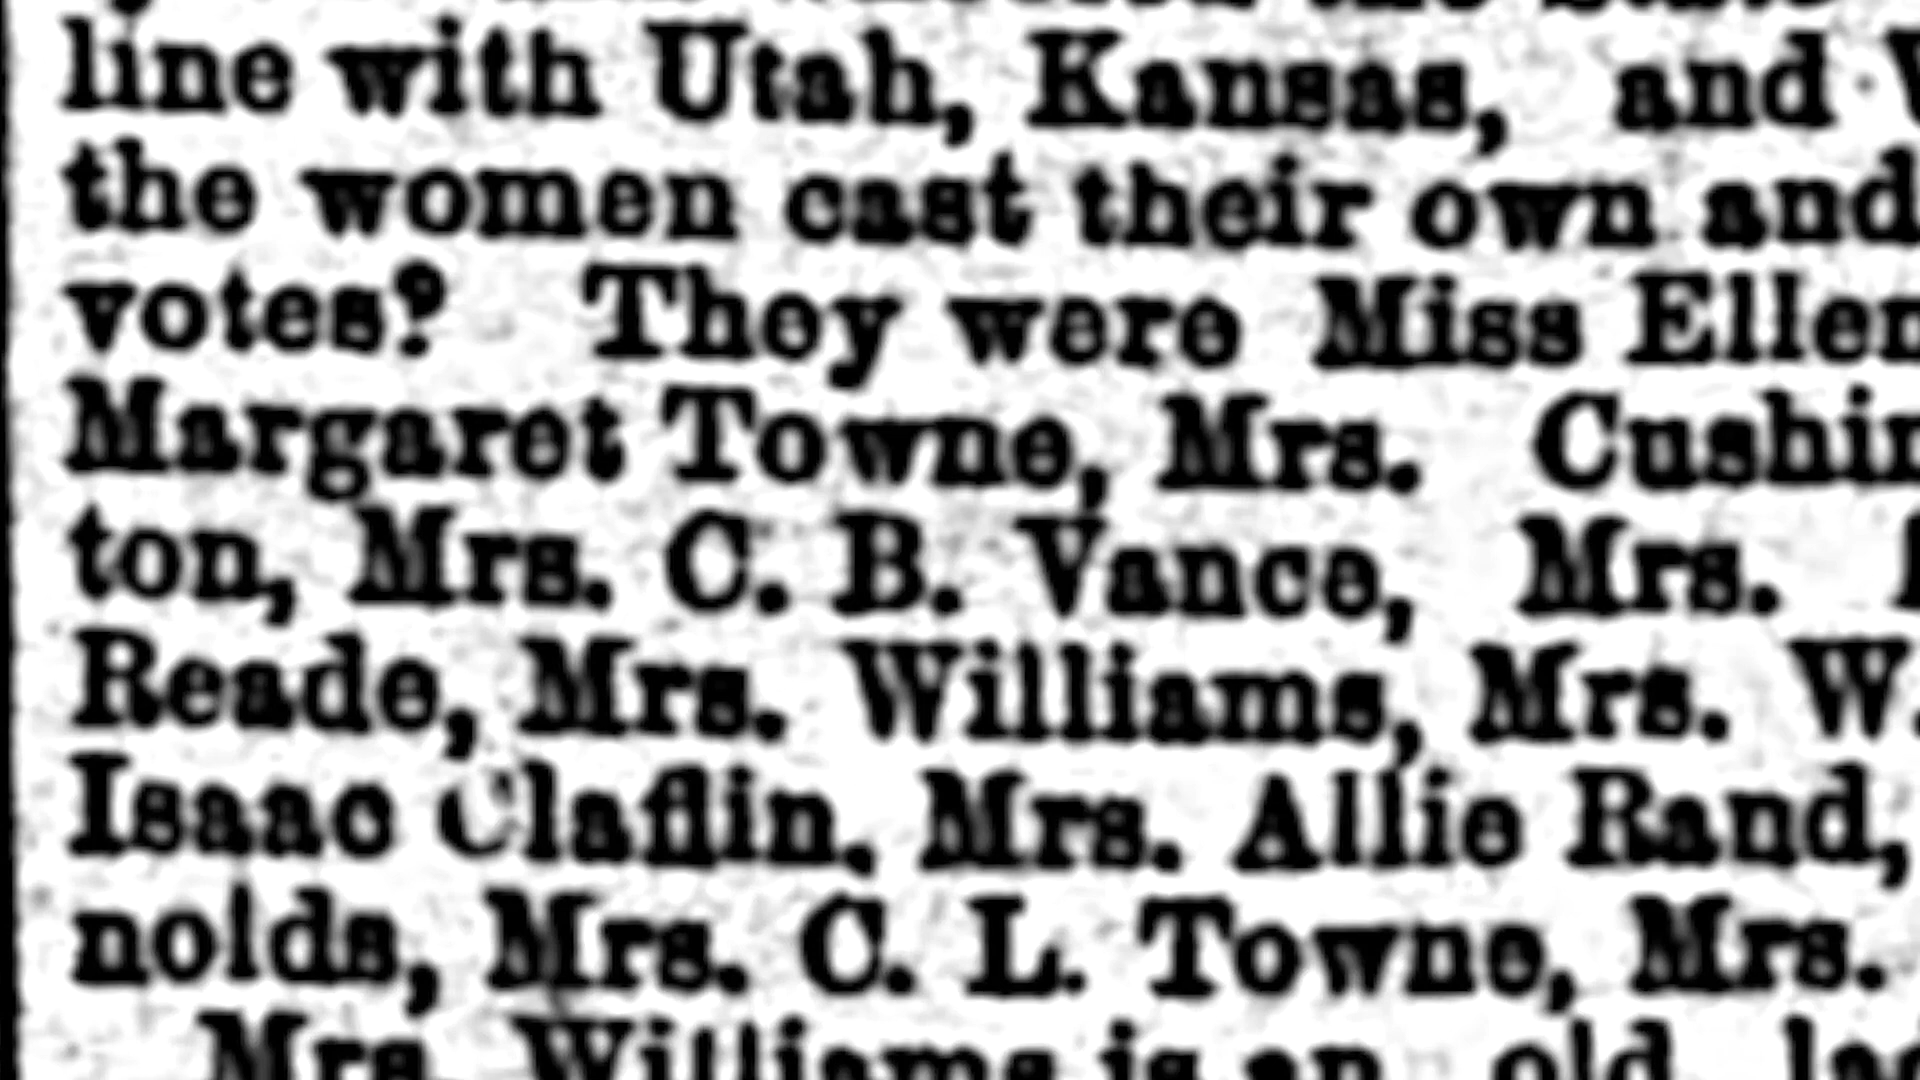 line with Utah, Kansas, and
the women cast their own and
votes? They were Miss Ellen
Margaret Towne, Mrs. Cushin
ton, Mrs. C. B. Vance, Mrs.
Reade, Mrs. Williams, Mrs. W.
Isaac Claflin, Mrs. Allie Rand,
nolds, Mrs. C. L. Towne, Mrs.
Mrs. Williams is an old